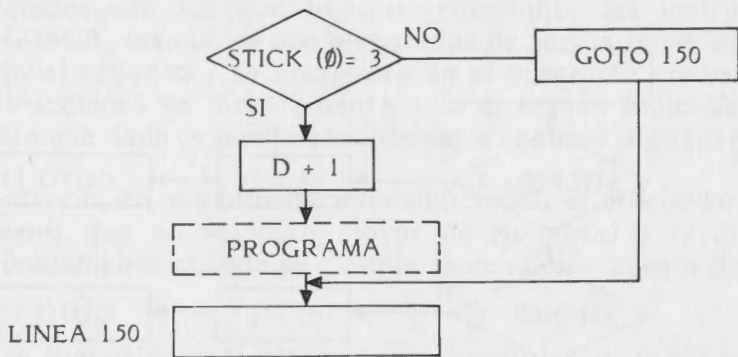 NO
STICK (Ø)= 3
GOTO 150
SI
D = 1
PROGRAMA
LINEA 150